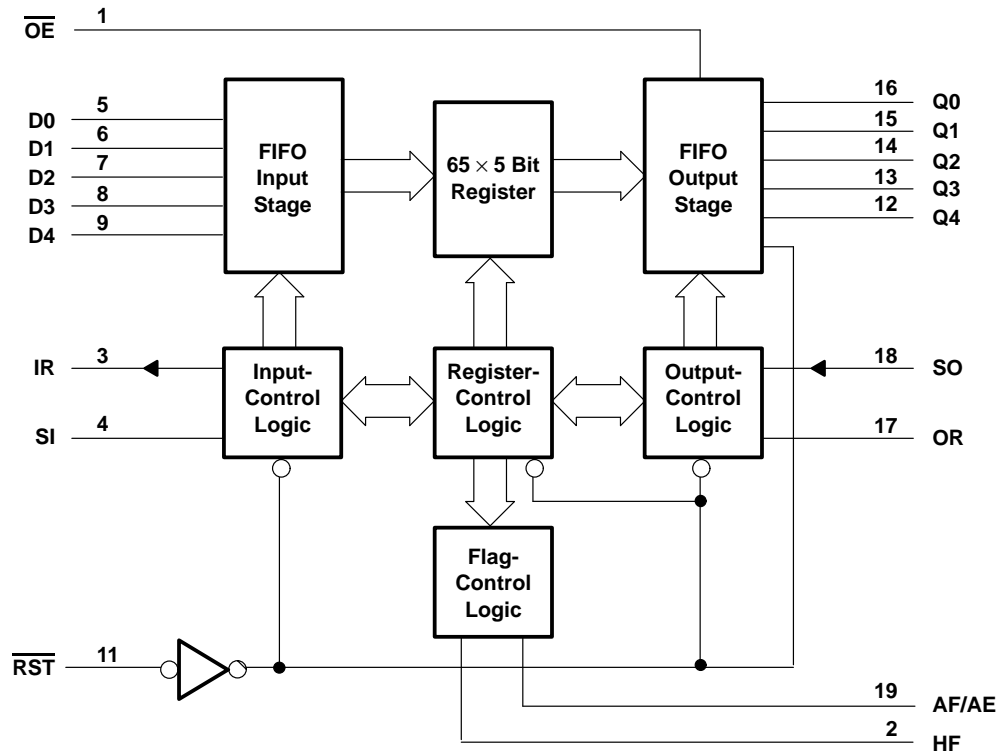 OE 1
D0 5
D1 6
D2 7
D3 8
D4 9
FIFO
Input
Stage
65 × 5 Bit
Register
FIFO
Output
Stage
16 Q0
15 Q1
14 Q2
13 Q3
12 Q4
IR 3
SI 4
Input-
Control
Logic
Register-
Control
Logic
Output-
Control
Logic
18 SO
17 OR
Flag-
Control
Logic
RST 11
19 AF/AE
2 HF